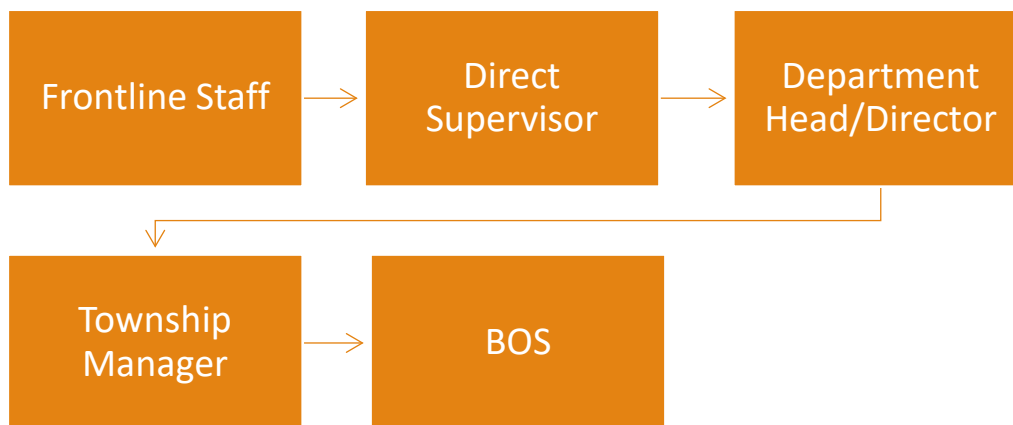 Frontline Staff
Direct
Supervisor
Department
Head/Director
Township
Manager
BOS